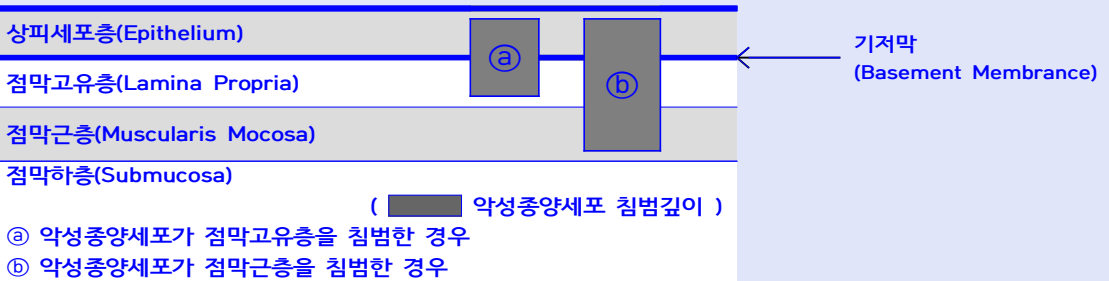 상피세포층(Epithelium)
ⓐ
기저막
(Basement Membrance)
점막고유층(Lamina Propria)
ⓑ
점막근층(Muscularis Mocosa)
점막하층(Submucosa)
( 악성종양세포 침범깊이 )
ⓐ 악성종양세포가 점막고유층을 침범한 경우
ⓑ 악성종양세포가 점막근층을 침범한 경우